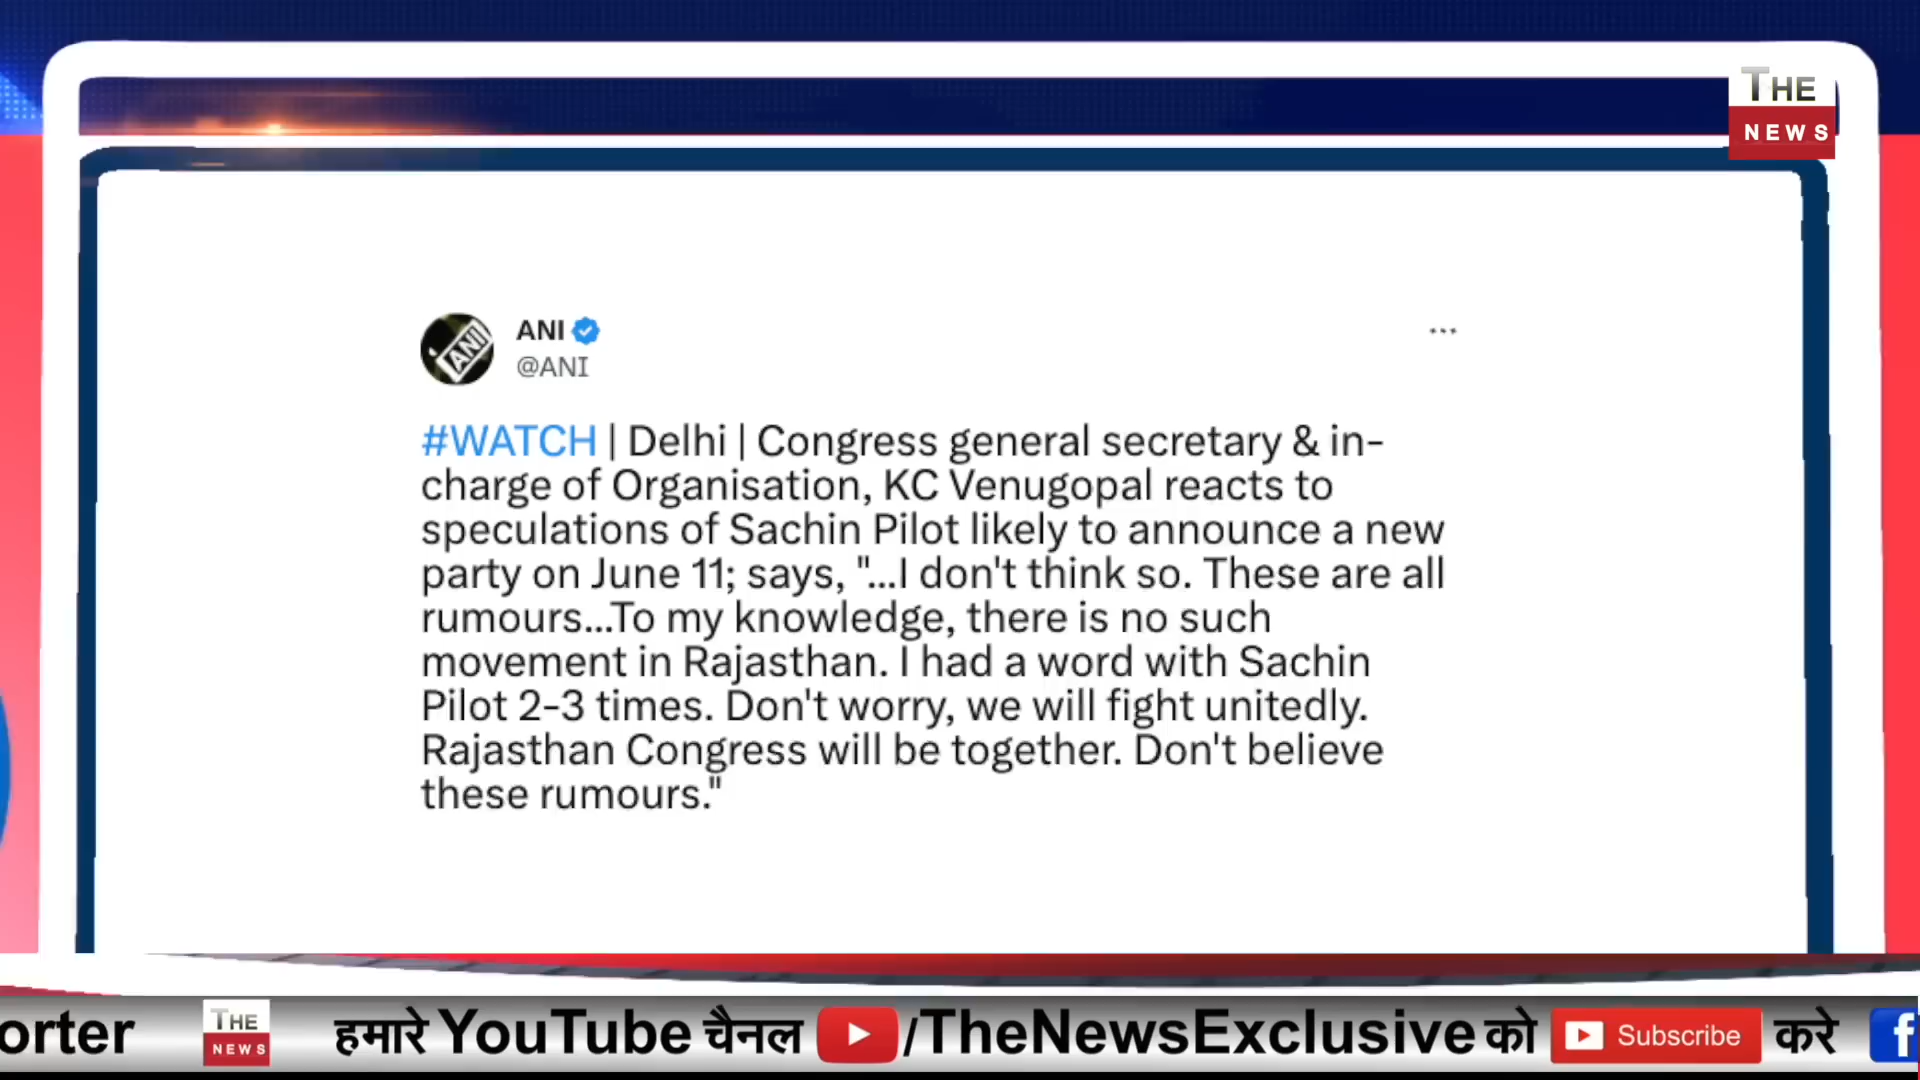 THE
NEWS
ANI
ANI
@ANI
#WATCH | Delhi | Congress general secretary & in-
charge of Organisation, KC Venugopal reacts to
speculations of Sachin Pilot likely to announce a new
party on June 11; says, "...I don't think so. These are all
rumours...To my knowledge, there is no such
movement in Rajasthan. I had a word with Sachin
Pilot 2-3 times. Don't worry, we will fight unitedly.
Rajasthan Congress will be together. Don't believe
these rumours."
orter THE NEWS हमारे YouTube चैनल /TheNewsExclusive को Subscribe करे f